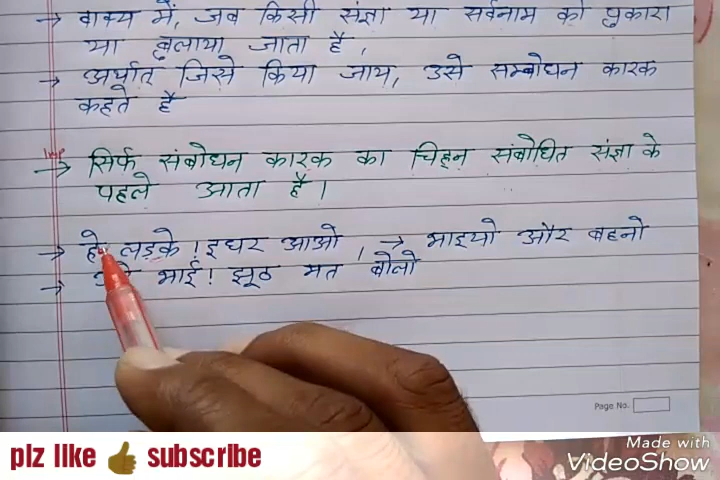 → वाक्य में, जब किसी संज्ञा या सर्वनाम को पुकारा
या बुलाया जाता है,
→ अर्थात् जिसे किया जाय, उसे सम्बोधन कारक
कहते है
Imp
→ सिर्फ संबोधन कारक का चिह्न संबोधित संज्ञा के
पहले आता है।
→ हे लड़के! इधर आओ, → भाइयो और बहनो
→ भाई! झूठ मत बोलो
Page No.
plz like 👍 subscribe
Made with
VideoShow